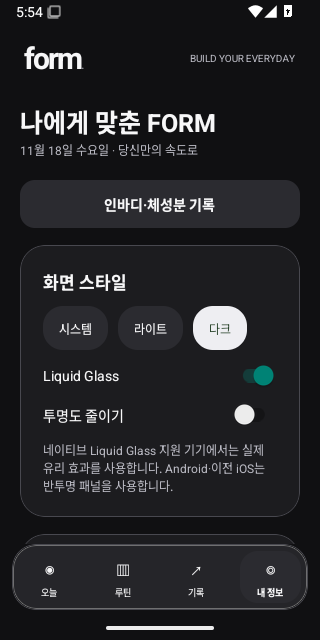 5:54
form
BUILD YOUR EVERYDAY
나에게 맞춘 FORM
11월 18일 수요일 · 당신만의 속도로
인바디·체성분 기록
화면 스타일
시스템
라이트
다크
Liquid Glass
투명도 줄이기
네이티브 Liquid Glass 지원 기기에서는 실제
유리 효과를 사용합니다. Android·이전 iOS는
반투명 패널을 사용합니다.
오늘
루틴
기록
내 정보